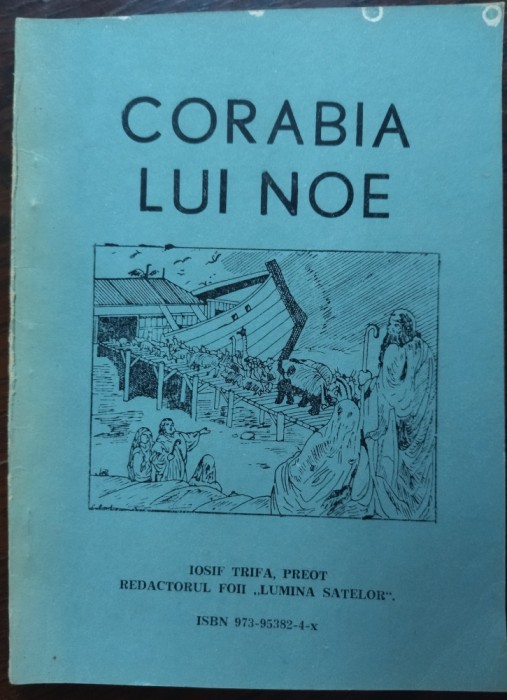 CORABIA
LUI NOE
IOSIF TRIFA, PREOT
REDACTORUL FOII „LUMINA SATELOR“.
ISBN 973-95382-4-x